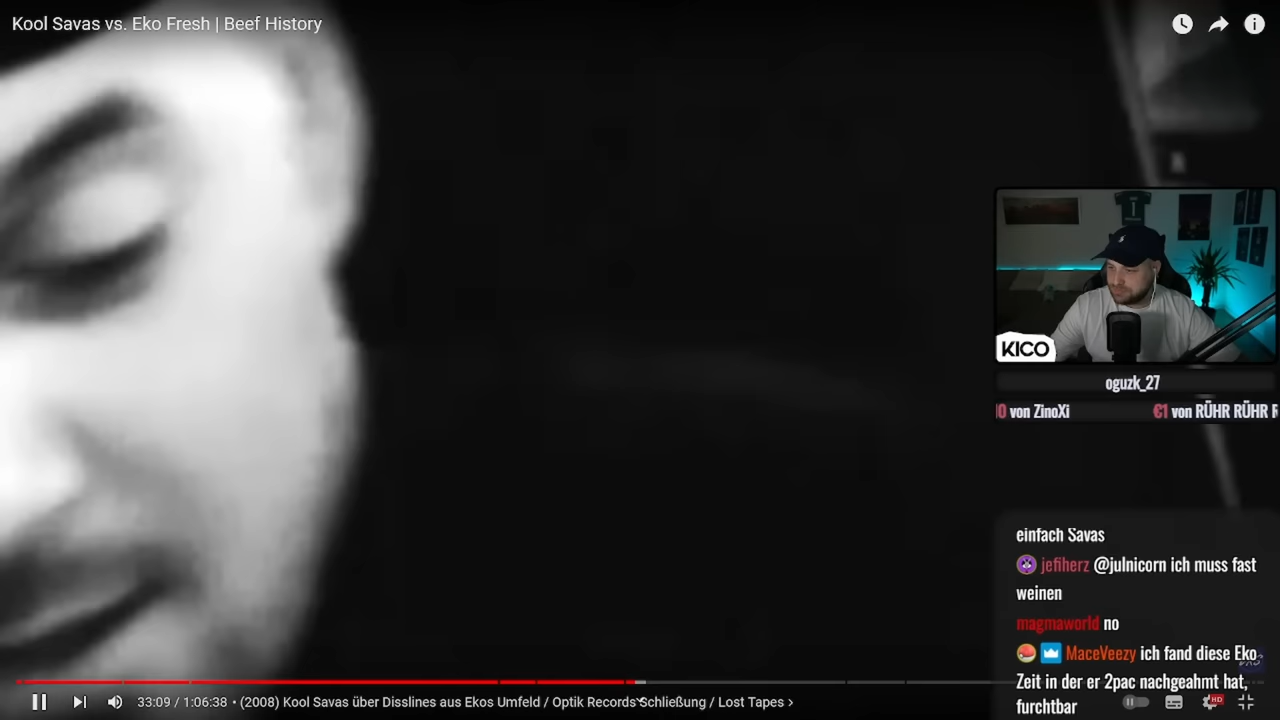 Kool Savas vs. Eko Fresh | Beef History
KICO
oguzk_27
von ZinoXi
€1 von RÜHR RÜHR
einfach Savas
jefiherz @julnicorn ich muss fast
weinen
magmaworld no
MaceVeezy ich fand diese Eko
Zeit in der er 2pac nachgeahmt hat,
furchtbar
33:09 / 1:06:38 • (2008) Kool Savas über Disslines aus Ekos Umfeld / Optik Records Schließung / Lost Tapes >
HD